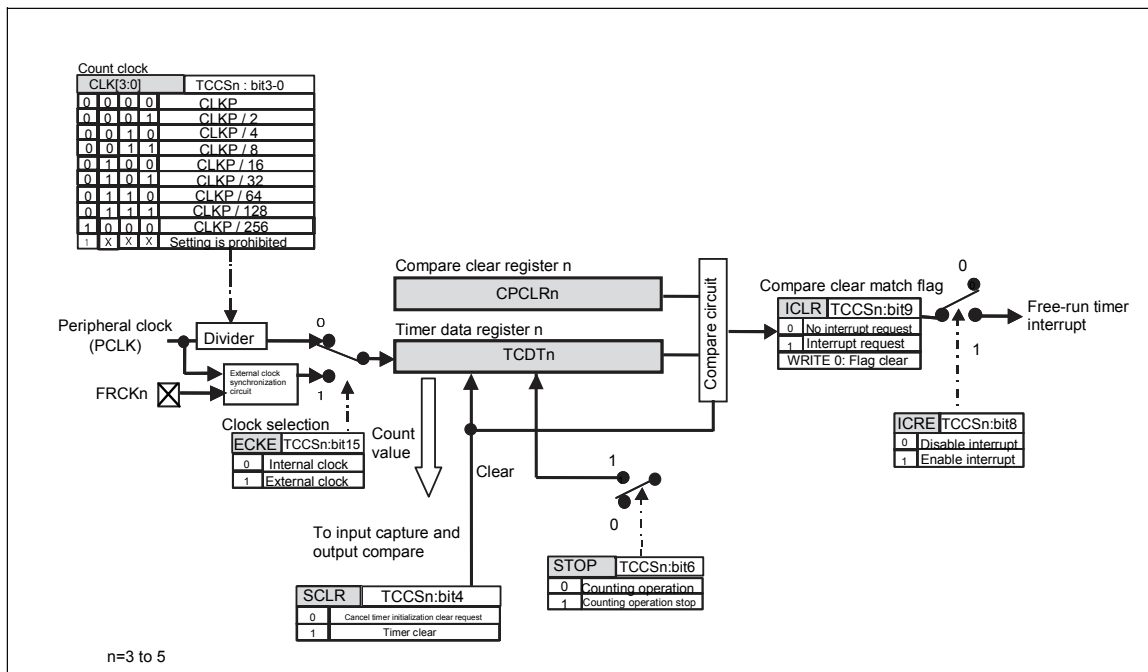 Count clock
CLK[3:0] TCCSn : bit3-0
0 0 0 0 CLKP
0 0 0 1 CLKP / 2
0 0 1 0 CLKP / 4
0 0 1 1 CLKP / 8
0 1 0 0 CLKP / 16
0 1 0 1 CLKP / 32
0 1 1 0 CLKP / 64
0 1 1 1 CLKP / 128
1 0 0 0 CLKP / 256
1 X X X Setting is prohibited
Compare clear register n
CPCLRn
Timer data register n
TCDTn
Compare circuit
Compare clear match flag
ICLR TCCSn:bit9
0 No interrupt request
1 Interrupt request
WRITE 0: Flag clear
0
1
Free-run timer
interrupt
ICRE TCCSn:bit8
0 Disable interrupt
1 Enable interrupt
Peripheral clock
(PCLK)
Divider
External clock
synchronization
circuit
FRCKn
0
1
Clock selection
ECKE TCCSn:bit15
0 Internal clock
1 External clock
Count
value
Clear
To input capture and
output compare
1
0
STOP TCCSn:bit6
0 Counting operation
1 Counting operation stop
SCLR TCCSn:bit4
0 Cancel timer initialization clear request
1 Timer clear
n=3 to 5